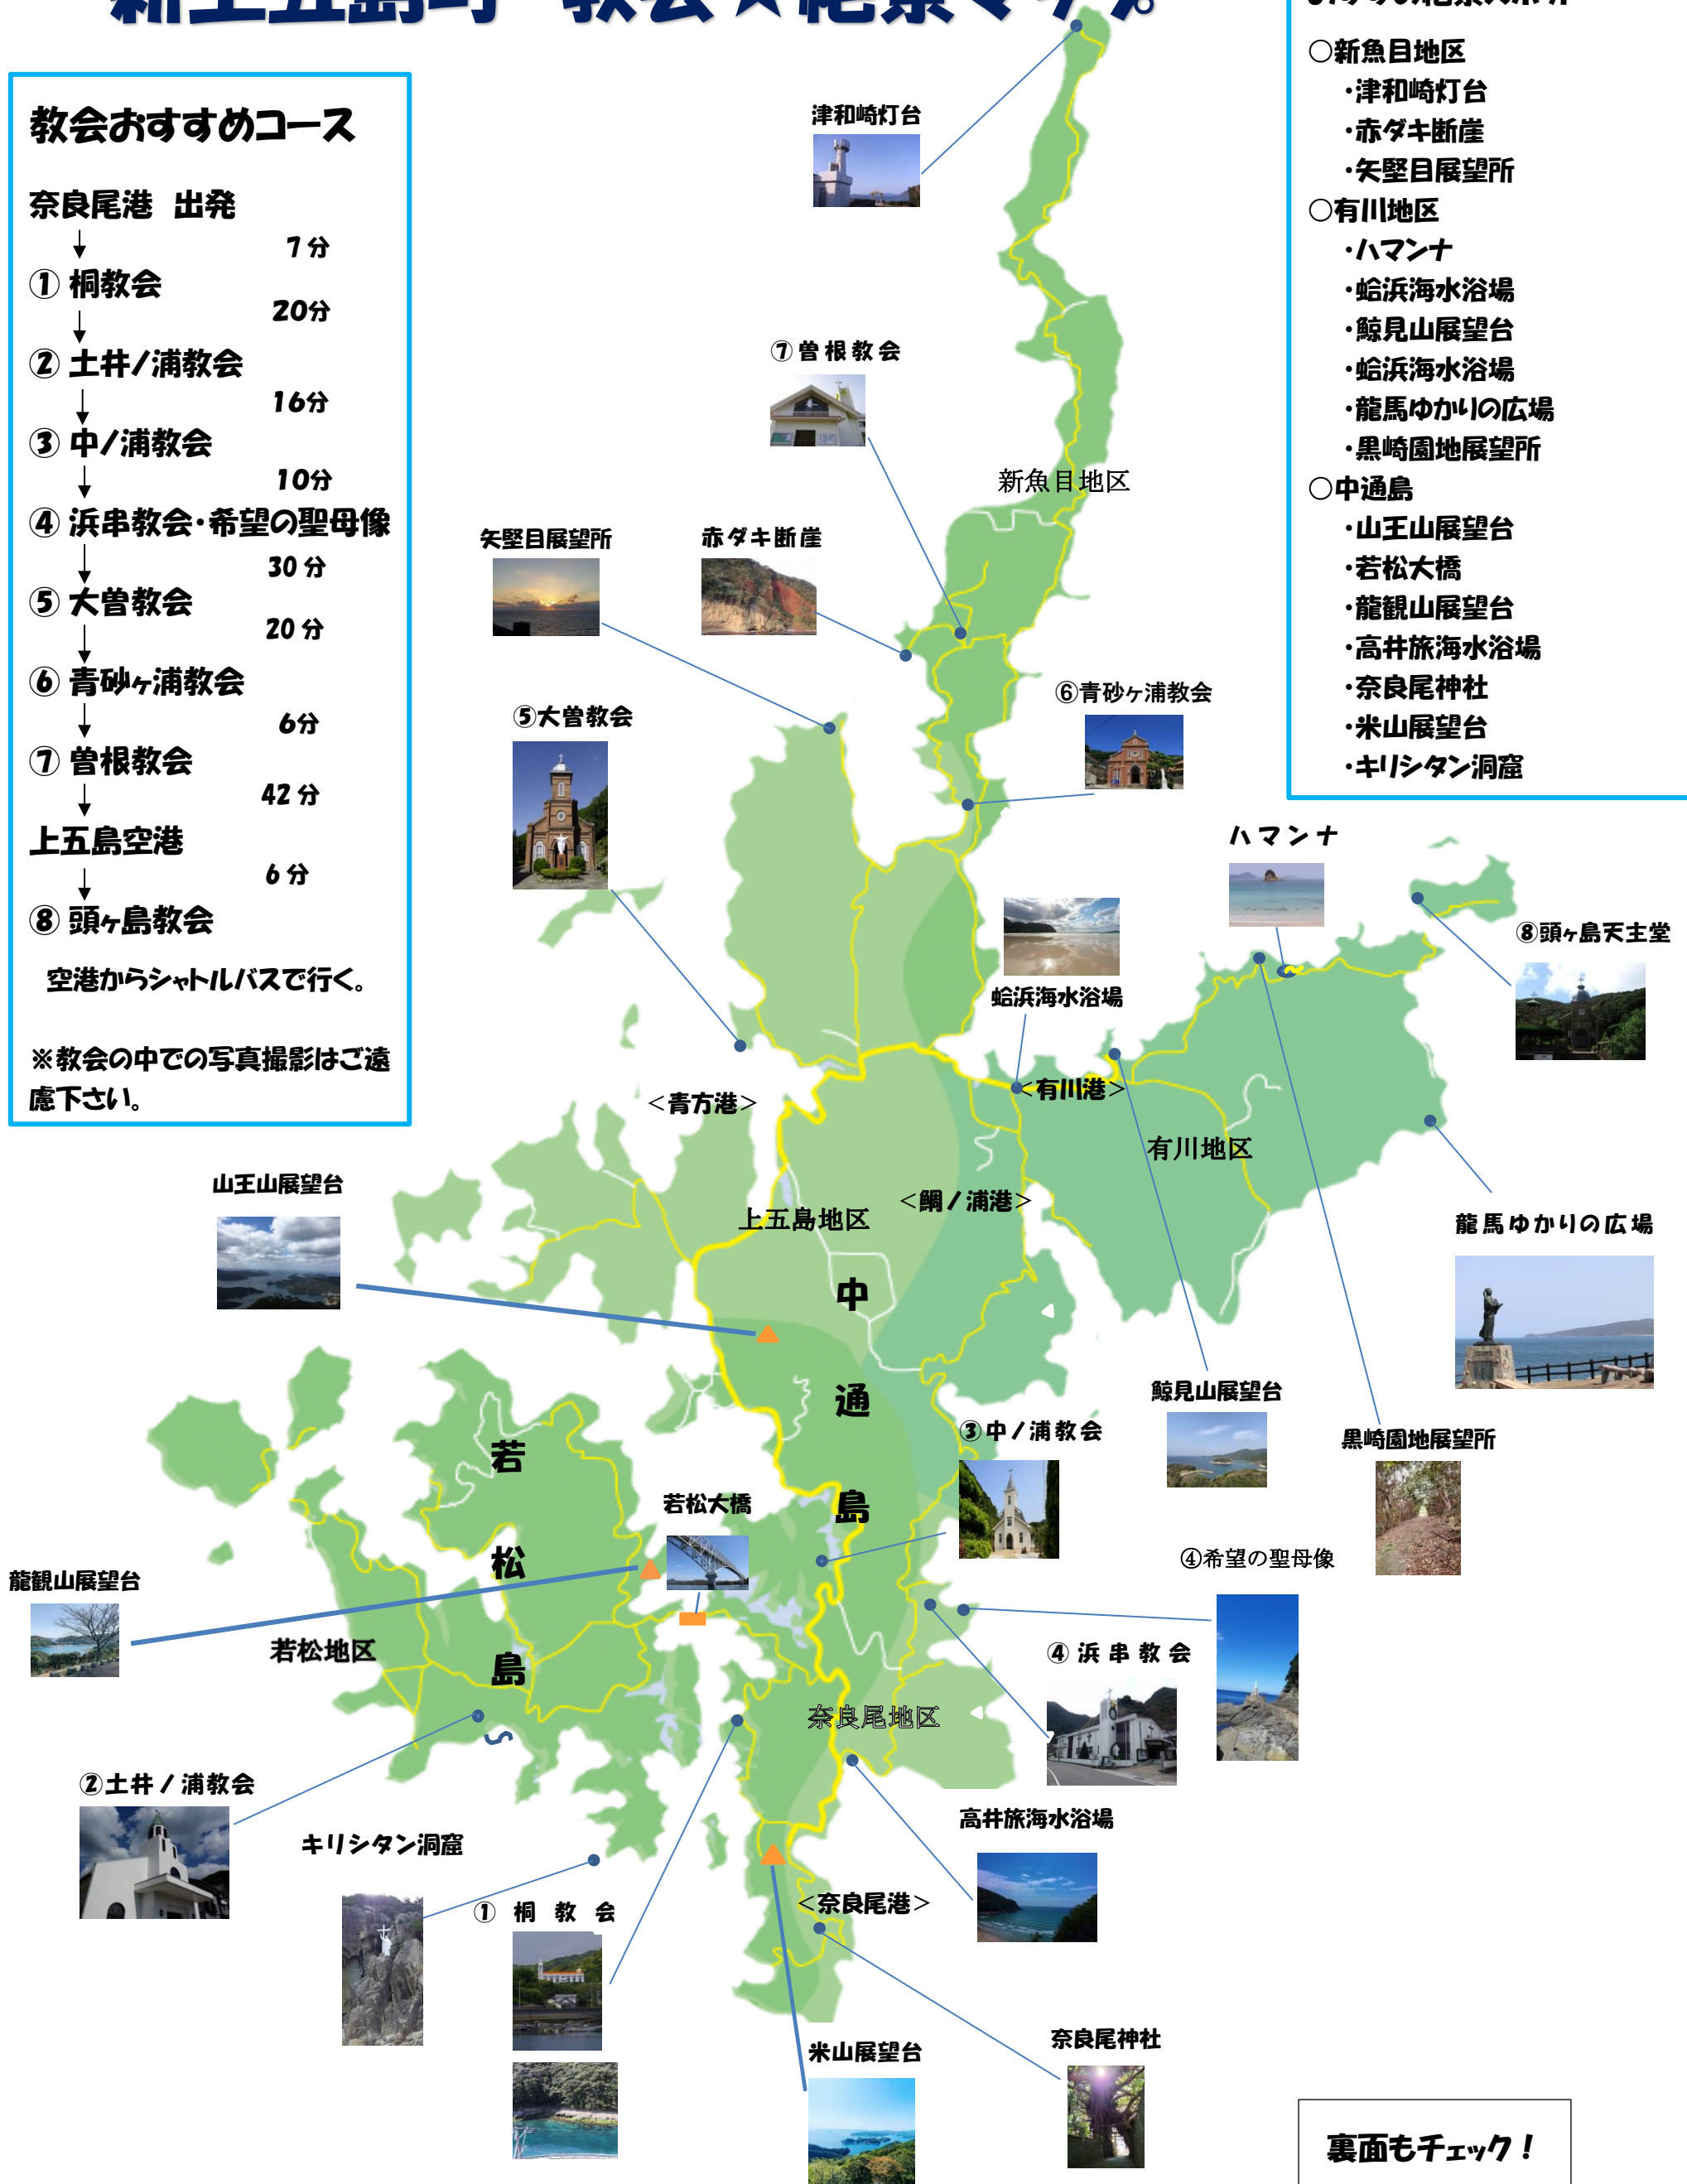 新上五島町 教会★絶景マップ
教会おすすめコース
奈良尾港 出発
↓ 7分
① 桐教会
↓ 20分
② 土井ノ浦教会
↓ 16分
③ 中ノ浦教会
↓ 10分
④ 浜串教会・希望の聖母像
↓ 30分
⑤ 大曽教会
↓ 20分
⑥ 青砂ヶ浦教会
↓ 6分
⑦ 曽根教会
↓ 42分
上五島空港
↓ 6分
⑧ 頭ヶ島教会
空港からシャトルバスで行く。
※教会の中での写真撮影はご遠
慮下さい。
○新魚目地区
・津和崎灯台
・赤ダキ断崖
・矢堅目展望所
○有川地区
・ハマンナ
・蛤浜海水浴場
・鯨見山展望台
・蛤浜海水浴場
・龍馬ゆかりの広場
・黒崎園地展望所
○中通島
・山王山展望台
・若松大橋
・龍観山展望台
・高井旅海水浴場
・奈良尾神社
・米山展望台
・キリシタン洞窟
津和崎灯台
⑦曽根教会
新魚目地区
矢堅目展望所
赤ダキ断崖
⑥青砂ヶ浦教会
⑤大曽教会
ハマンナ
⑧頭ヶ島天主堂
蛤浜海水浴場
<青方港>
<有川港>
有川地区
山王山展望台
上五島地区
<鯛ノ浦港>
龍馬ゆかりの広場
中通島
鯨見山展望台
黒崎園地展望所
③中ノ浦教会
若松島
若松大橋
④希望の聖母像
龍観山展望台
若松地区
④浜串教会
奈良尾地区
②土井ノ浦教会
キリシタン洞窟
高井旅海水浴場
<奈良尾港>
① 桐教会
米山展望台
奈良尾神社
裏面もチェック！